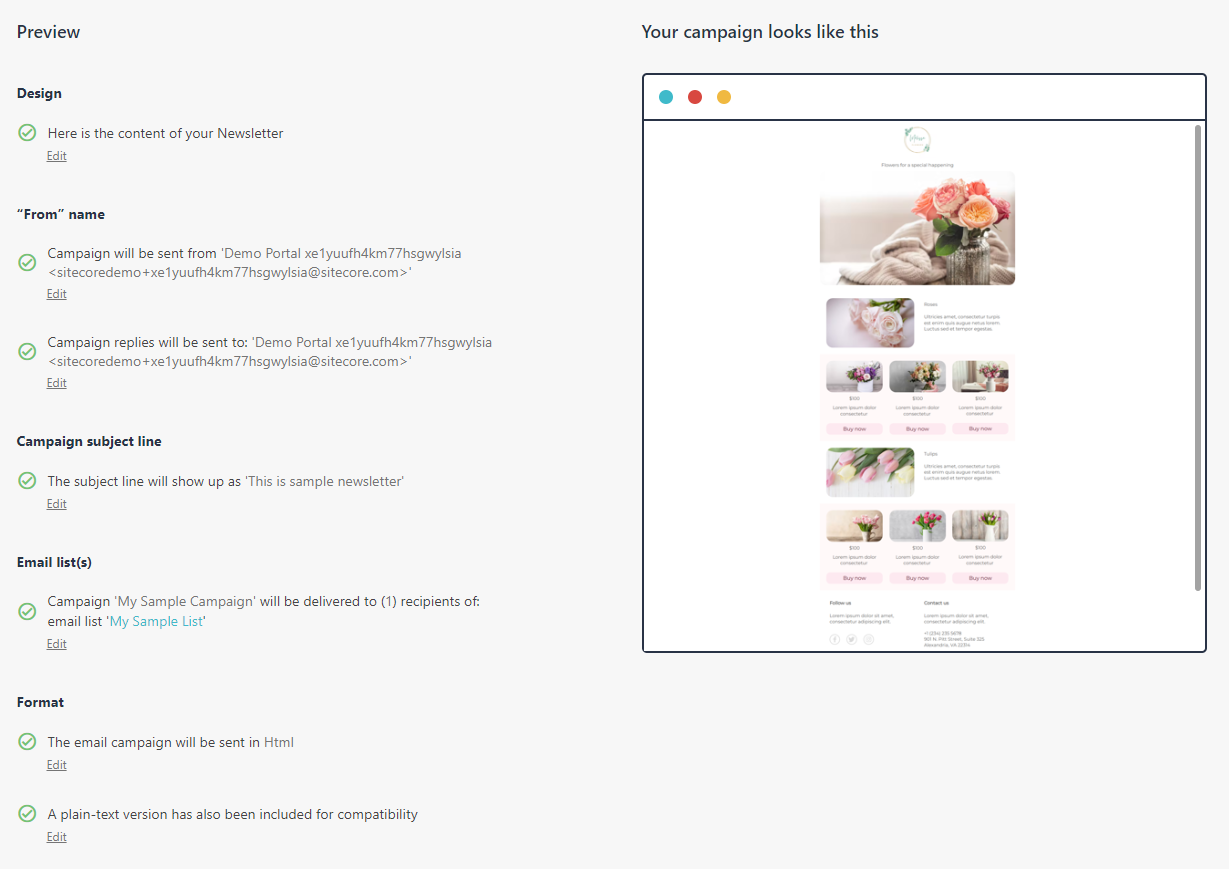 Preview
Design
Here is the content of your Newsletter
Edit
“From” name
Campaign will be sent from 'Demo Portal xe1yuufh4km77hsgwylsia
<sitecoredemo+xe1yuufh4km77hsgwylsia@sitecore.com>'
Edit
Campaign replies will be sent to: 'Demo Portal xe1yuufh4km77hsgwylsia
<sitecoredemo+xe1yuufh4km77hsgwylsia@sitecore.com>'
Edit
Campaign subject line
The subject line will show up as 'This is sample newsletter'
Edit
Email list(s)
Campaign 'My Sample Campaign' will be delivered to (1) recipients of:
email list 'My Sample List'
Edit
Format
The email campaign will be sent in Html
Edit
A plain-text version has also been included for compatibility
Edit
Your campaign looks like this
Flowers for a special happening
Roses
Ultricies amet, consectetur turpis
est enim quis augue netus lorem.
Luctus sed et tempor egestas.
$100
Lorem ipsum dolor
consectetur
Buy now
$100
Lorem ipsum dolor
consectetur
Buy now
$100
Lorem ipsum dolor
consectetur
Buy now
Tulips
Ultricies amet, consectetur turpis
est enim quis augue netus lorem.
Luctus sed et tempor egestas.
$100
Lorem ipsum dolor
consectetur
Buy now
$100
Lorem ipsum dolor
consectetur
Buy now
$100
Lorem ipsum dolor
consectetur
Buy now
Follow us
Lorem ipsum dolor sit amet,
consectetur adipiscing elit.
Contact us
Lorem ipsum dolor sit amet,
consectetur adipiscing elit.
+1 (234) 235 5678
901 N. Pitt Street, Suite 325
Alexandria, VA 22314